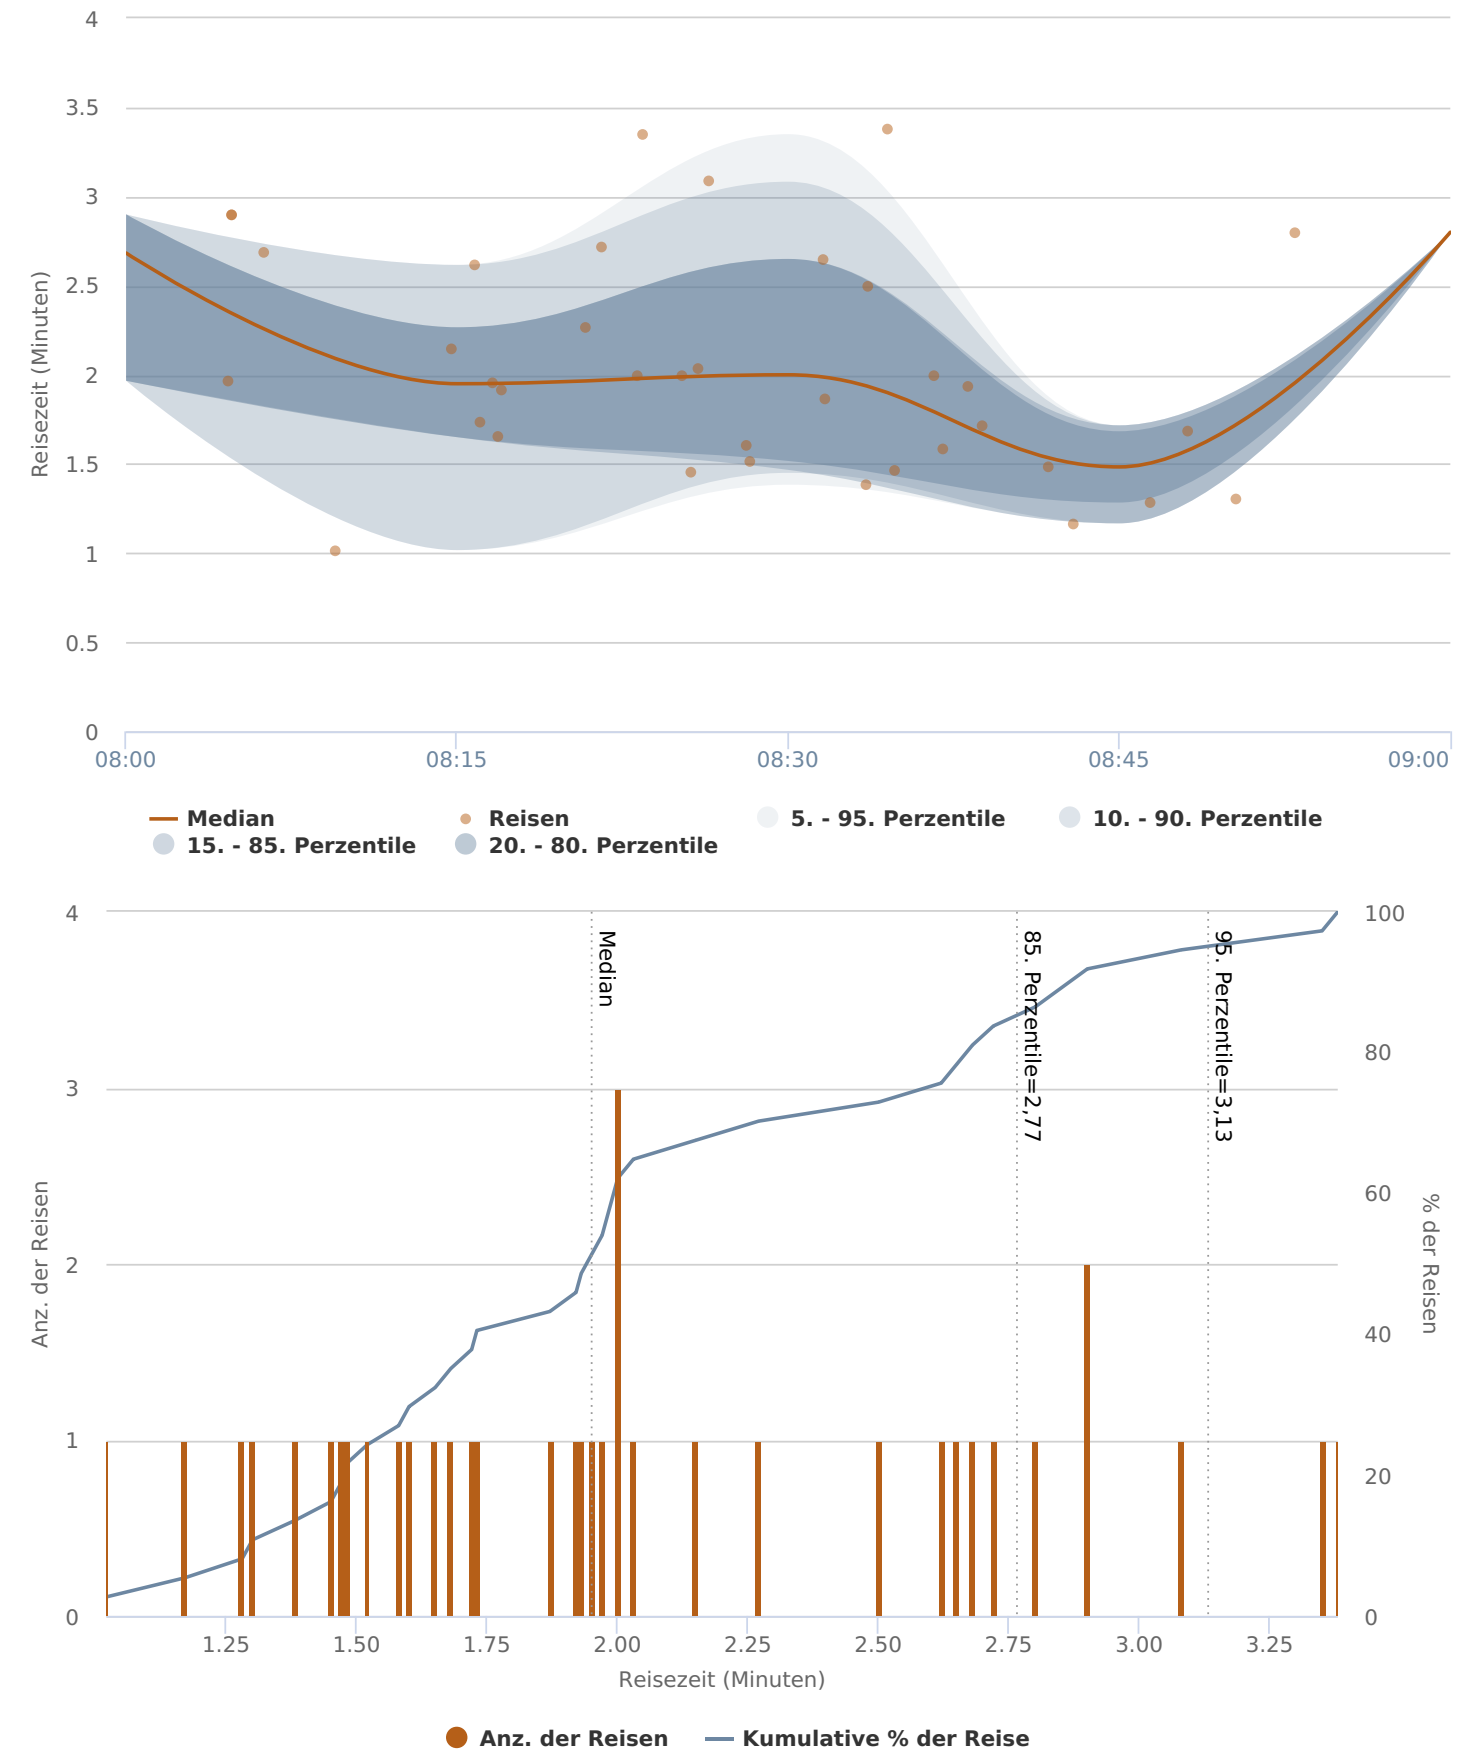 4
3.5
3
2.5
2
1.5
1
0.5
0
Reisezeit (Minuten)
08:00 08:15 08:30 08:45 09:00
Median Reisen 5. - 95. Perzentile 10. - 90. Perzentile
15. - 85. Perzentile 20. - 80. Perzentile
4
3
2
1
0
Anz. der Reisen
Median
85. Perzentile=2,77
95. Perzentile=3,13
100
80
60
40
20
0
% der Reisen
1.25 1.50 1.75 2.00 2.25 2.50 2.75 3.00 3.25
Reisezeit (Minuten)
Anz. der Reisen Kumulative % der Reise